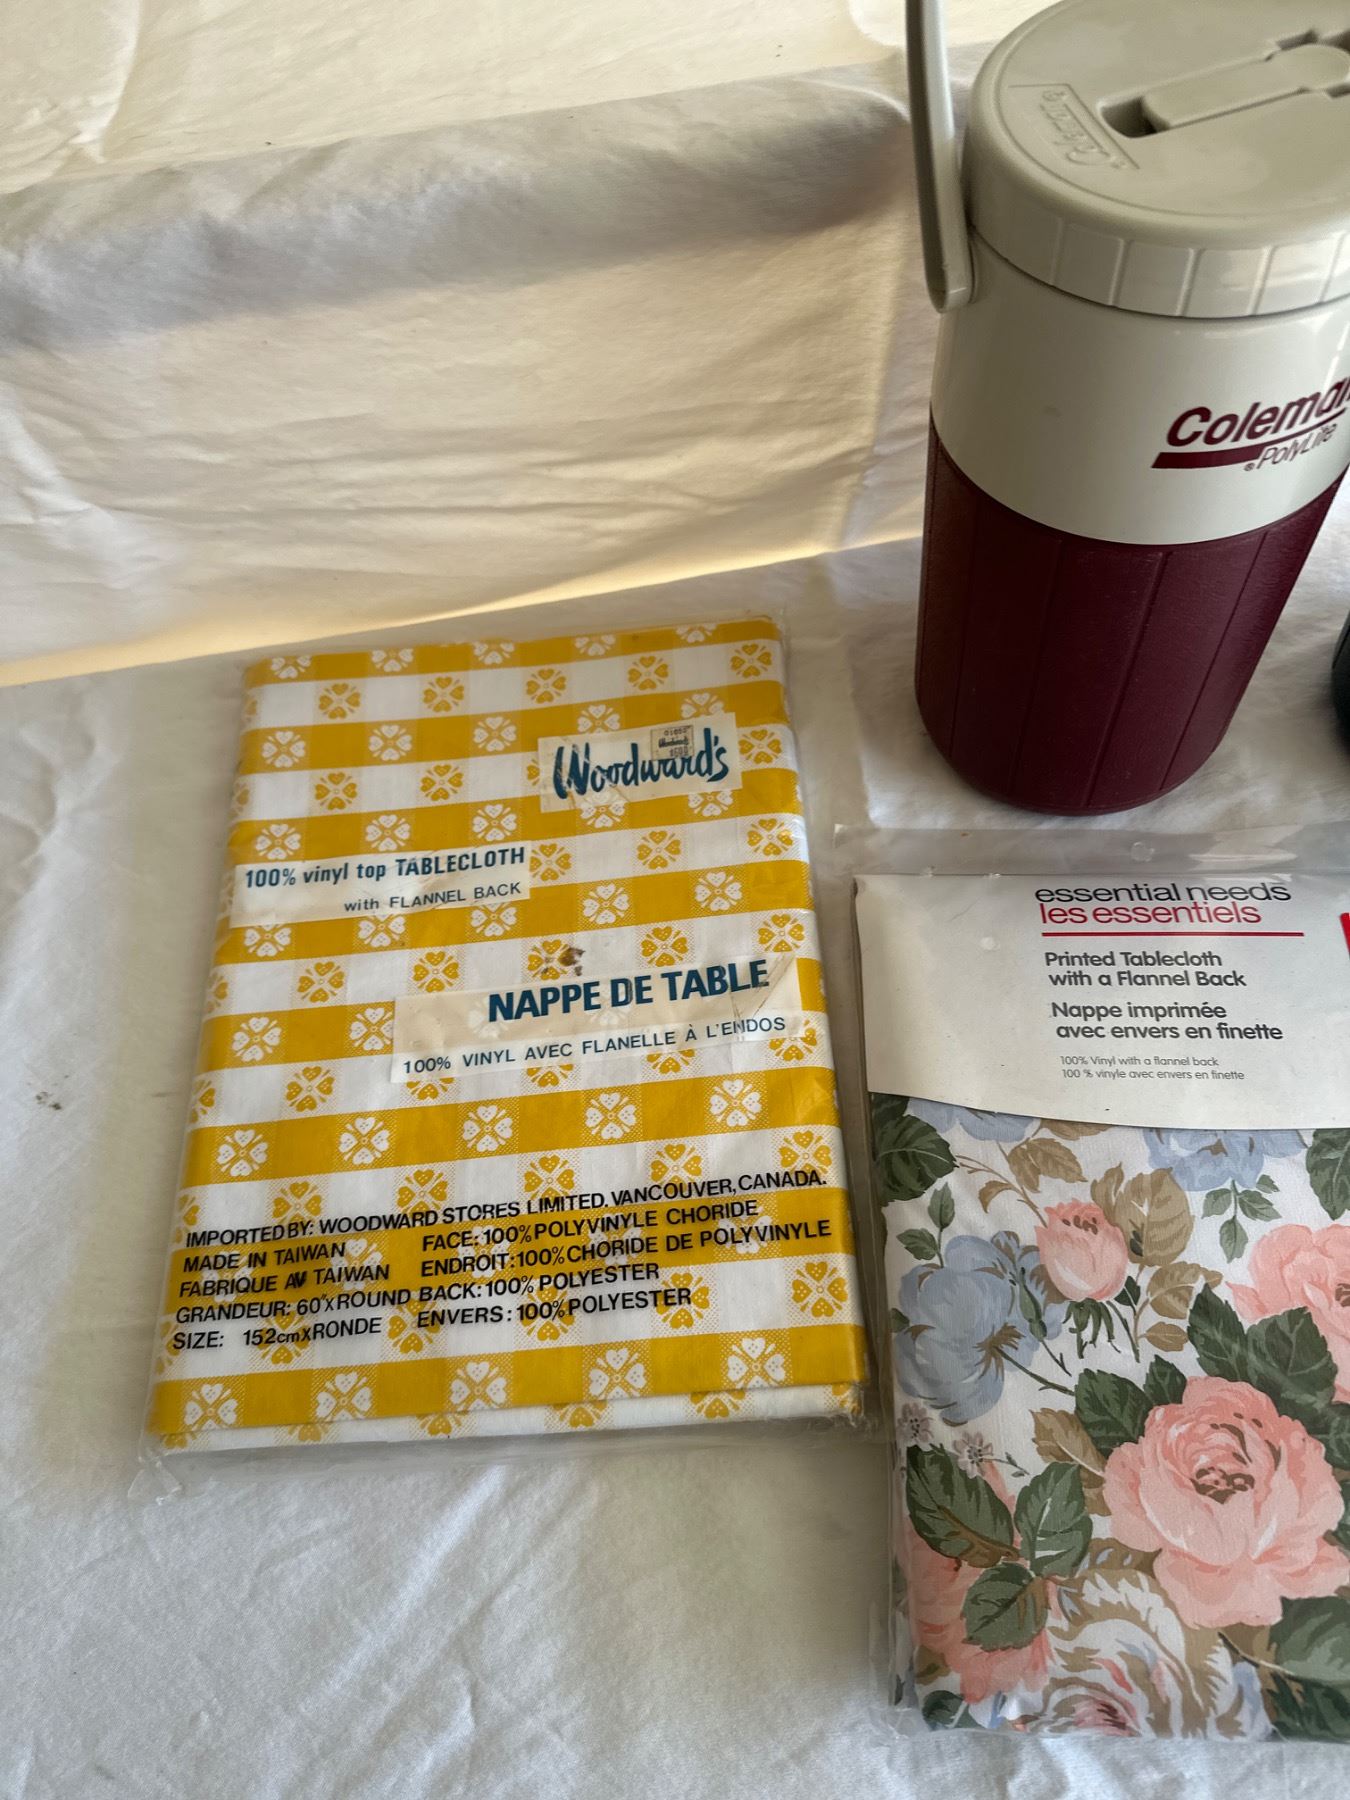 Coleman
Coleman
® PolyLite
Woodward's
100% vinyl top TABLECLOTH
with FLANNEL BACK
NAPPE DE TABLE
100% VINYL AVEC FLANELLE À L'ENDOS
IMPORTED BY: WOODWARD STORES LIMITED, VANCOUVER, CANADA.
MADE IN TAIWAN FACE: 100% POLYVINYLE CHORIDE
FABRIQUE AV TAIWAN ENDROIT: 100% CHORIDE DE POLYVINYLE
GRANDEUR: 60"X ROUND BACK: 100% POLYESTER
SIZE: 152cm X RONDE ENVERS: 100% POLYESTER
essential needs
les essentiels
Printed Tablecloth
with a Flannel Back
Nappe imprimée
avec envers en finette
100% Vinyl with a flannel back
100 % vinyle avec envers en finette